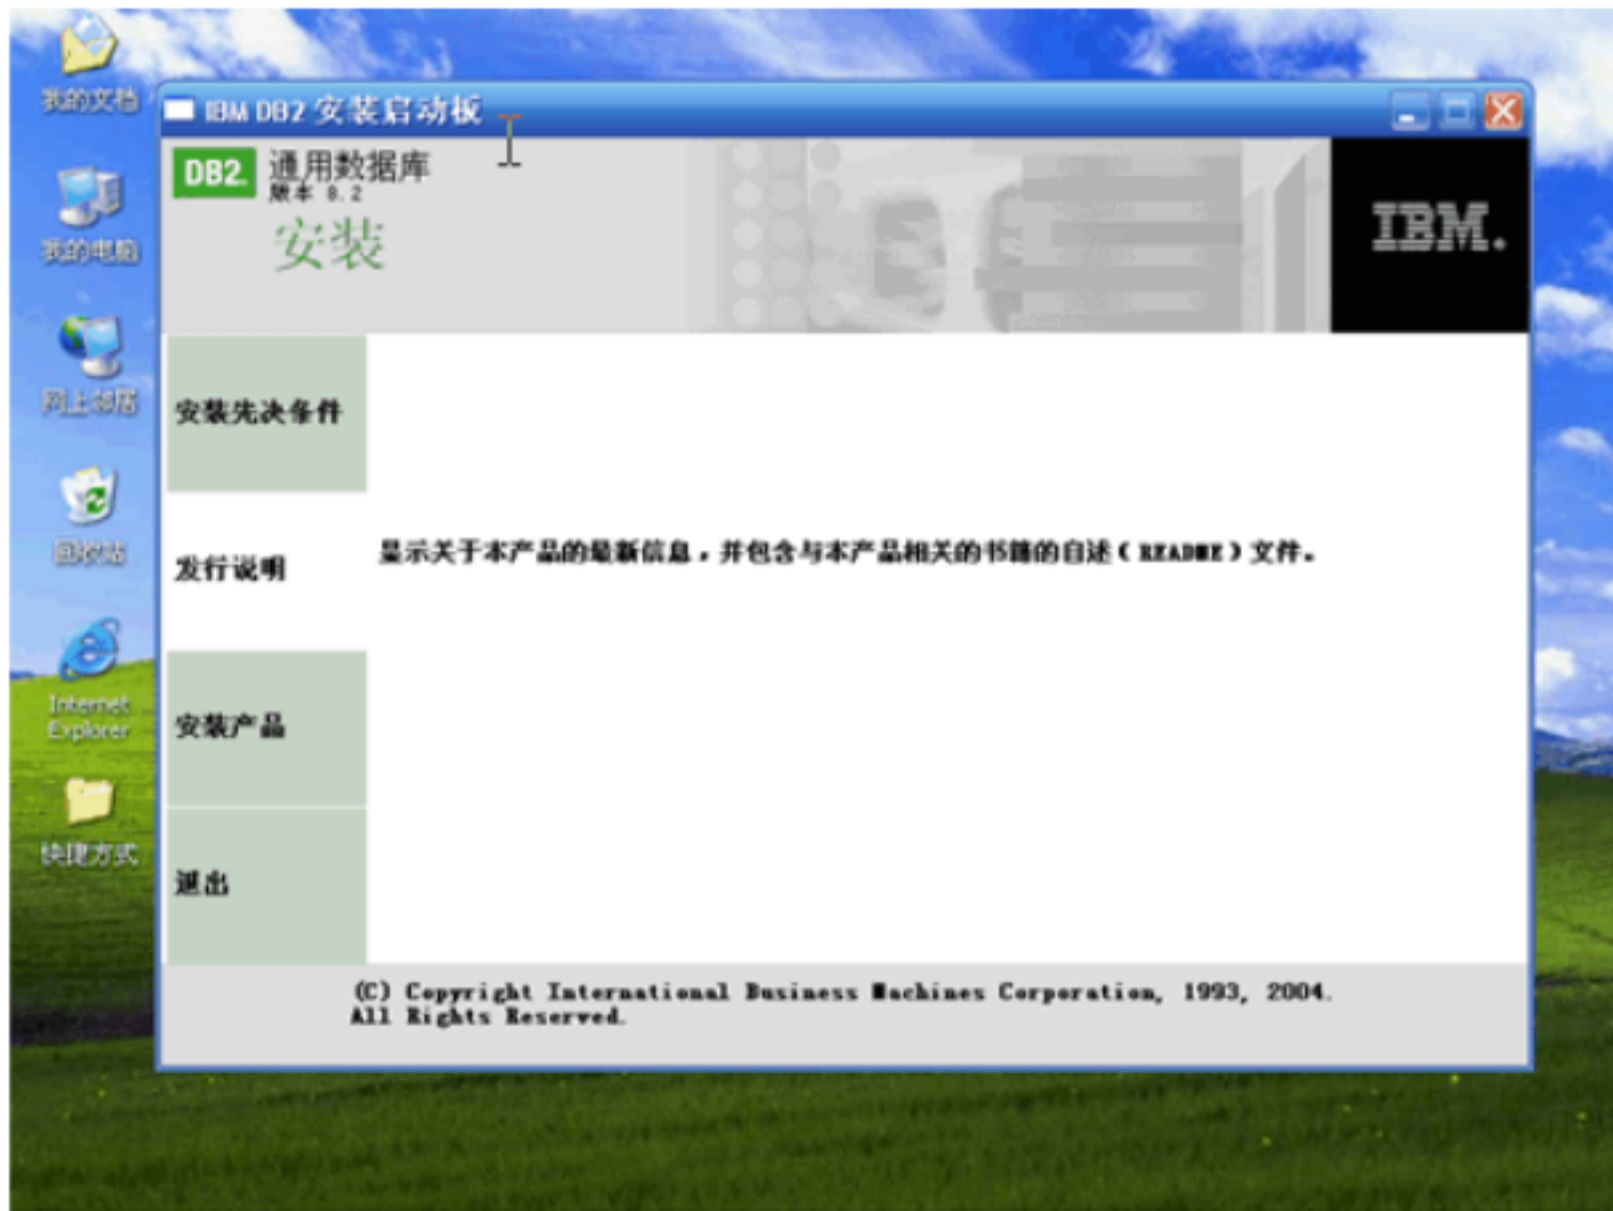 我的文档
我的电脑
网上邻居
回收站
Internet
Explorer
快捷方式
IBM DB2 安装启动板
DB2. 通用数据库
版本 8.2
安装
IBM.
安装先决条件
发行说明
显示关于本产品的最新信息，并包含与本产品相关的书籍的自述（README）文件。
安装产品
退出
(C) Copyright International Business Machines Corporation, 1993, 2004.
All Rights Reserved.